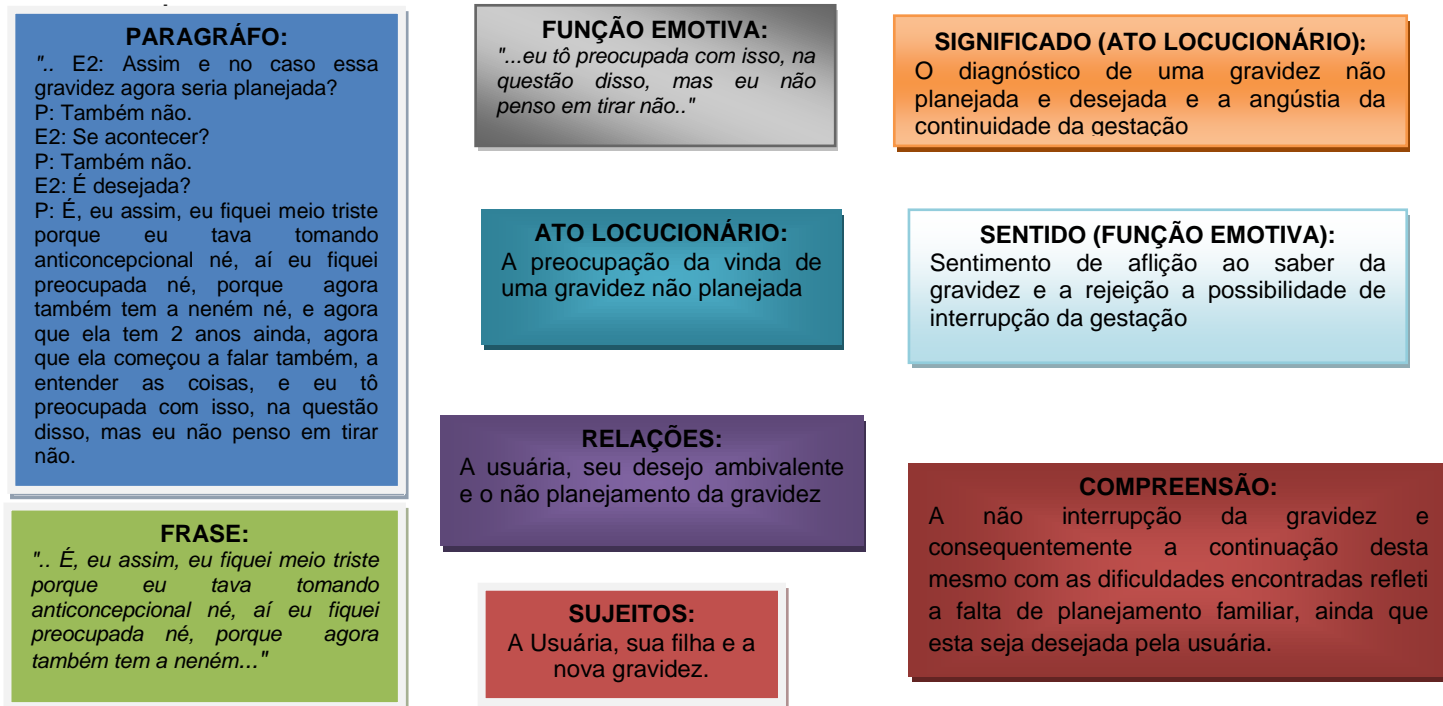 PARAGRÁFO:
".. E2: Assim e no caso essa
gravidez agora seria planejada?
P: Também não.
E2: Se acontecer?
P: Também não.
E2: É desejada?
P: É, eu assim, eu fiquei meio triste
porque eu tava tomando
anticoncepcional né, aí eu fiquei
preocupada né, porque agora
também tem a neném né, e agora
que ela tem 2 anos ainda, agora
que ela começou a falar também, a
entender as coisas, e eu tô
preocupada com isso, na questão
disso, mas eu não penso em tirar
não.
FRASE:
".. É, eu assim, eu fiquei meio triste
porque eu tava tomando
anticoncepcional né, aí eu fiquei
preocupada né, porque agora
também tem a neném..."
FUNÇÃO EMOTIVA:
"...eu tô preocupada com isso, na
questão disso, mas eu não
penso em tirar não.."
ATO LOCUCIONÁRIO:
A preocupação da vinda de
uma gravidez não planejada
RELAÇÕES:
A usuária, seu desejo ambivalente
e o não planejamento da gravidez
SUJEITOS:
A Usuária, sua filha e a
nova gravidez.
SIGNIFICADO (ATO LOCUCIONÁRIO):
O diagnóstico de uma gravidez não
planejada e desejada e a angústia da
continuidade da gestação
SENTIDO (FUNÇÃO EMOTIVA):
Sentimento de aflição ao saber da
gravidez e a rejeição a possibilidade de
interrupção da gestação
COMPREENSÃO:
A não interrupção da gravidez e
consequentemente a continuação desta
mesmo com as dificuldades encontradas refleti
a falta de planejamento familiar, ainda que
esta seja desejada pela usuária.